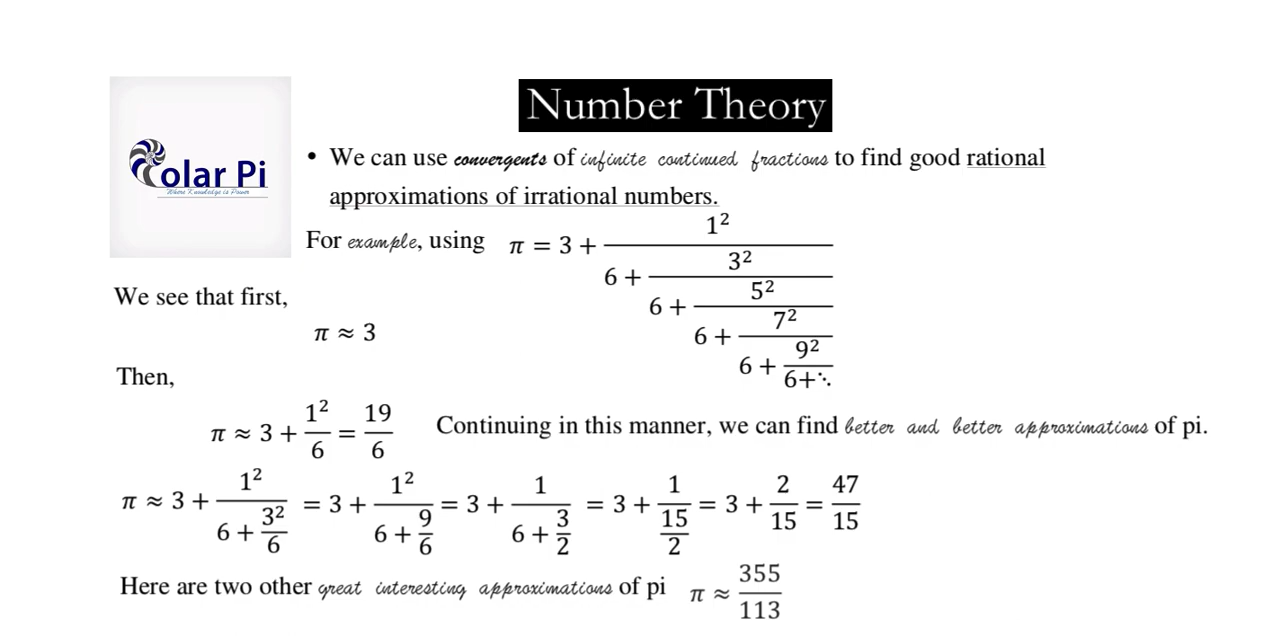 Number Theory
Colar Pi
Where Knowledge is Power
• We can use convergents of infinite continued fractions to find good rational
approximations of irrational numbers.
For example, using π = 3 + 1²/(6 + 3²/(6 + 5²/(6 + 7²/(6 + 9²/(6+⋱)))))
We see that first,
π ≈ 3
Then,
π ≈ 3 + 1²/6 = 19/6 Continuing in this manner, we can find better and better approximations of pi.
π ≈ 3 + 1²/(6 + 3²/6) = 3 + 1²/(6 + 9/6) = 3 + 1/(6 + 3/2) = 3 + 1/(15/2) = 3 + 2/15 = 47/15
Here are two other great interesting approximations of pi π ≈ 355/113